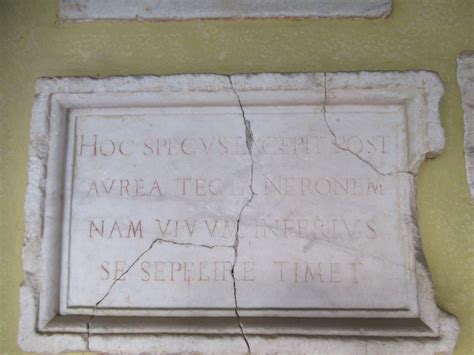 HOC SPECVS EXCEPIT POST
AVREA TECTA NERONEM
NAM VIVVM INFERIVS
SE SEPELIRE TIMET